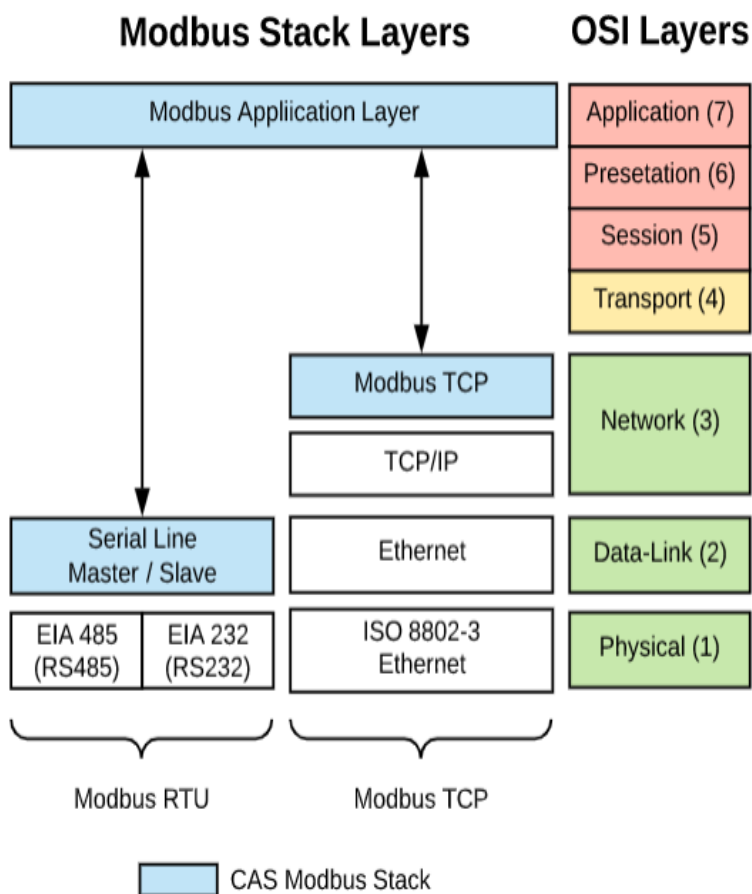 Modbus Stack Layers
OSI Layers
Modbus Appliication Layer
Application (7)
Presetation (6)
Session (5)
Transport (4)
Modbus TCP
Network (3)
TCP/IP
Serial Line
Master / Slave
Ethernet
Data-Link (2)
EIA 485
(RS485)
EIA 232
(RS232)
ISO 8802-3
Ethernet
Physical (1)
Modbus RTU
Modbus TCP
CAS Modbus Stack